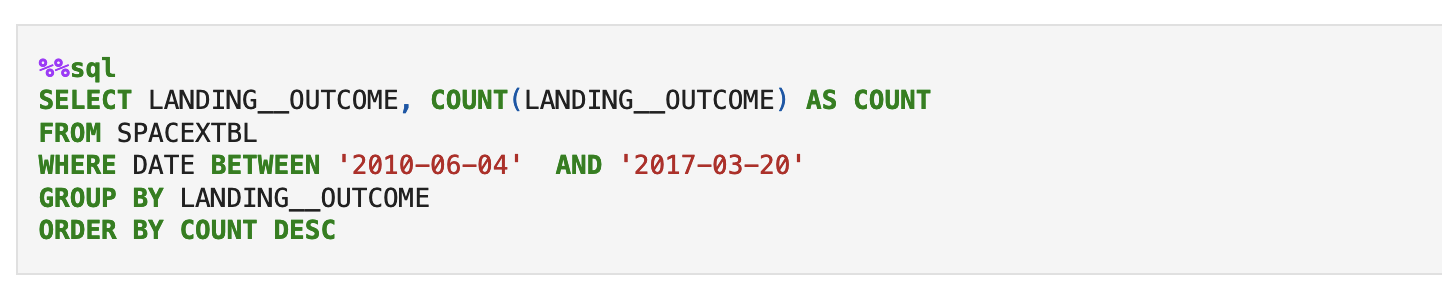 %%sql
SELECT LANDING__OUTCOME, COUNT(LANDING__OUTCOME) AS COUNT
FROM SPACEXTBL
WHERE DATE BETWEEN '2010-06-04'  AND '2017-03-20'
GROUP BY LANDING__OUTCOME
ORDER BY COUNT DESC